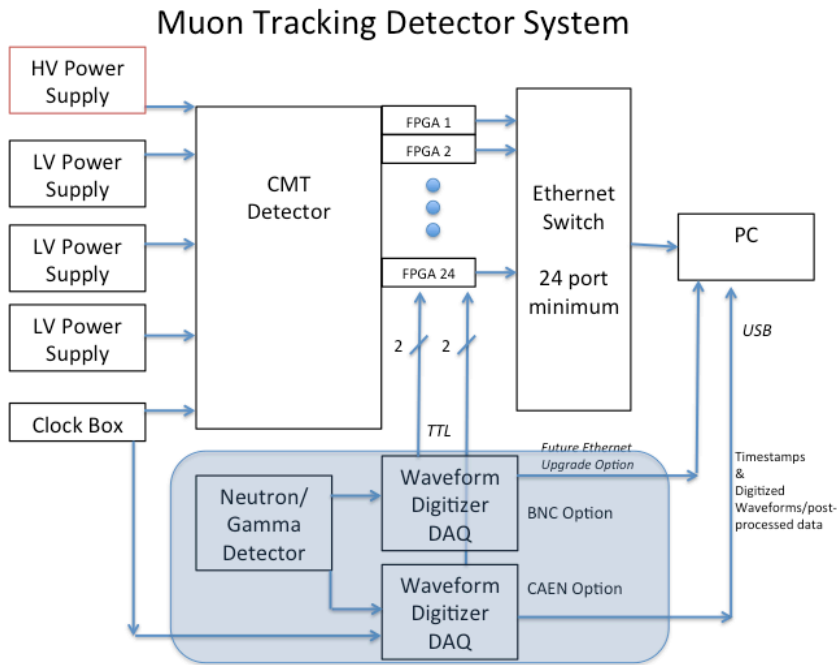 Muon Tracking Detector System
HV Power
Supply
LV Power
Supply
LV Power
Supply
LV Power
Supply
Clock Box
CMT
Detector
FPGA 1
FPGA 2
FPGA 24
Ethernet
Switch
24 port
minimum
PC
2
2
TTL
USB
Future Ethernet
Upgrade Option
Timestamps
&
Digitized
Waveforms/post-
processed data
Neutron/
Gamma
Detector
Waveform
Digitizer
DAQ
BNC Option
Waveform
Digitizer
DAQ
CAEN Option